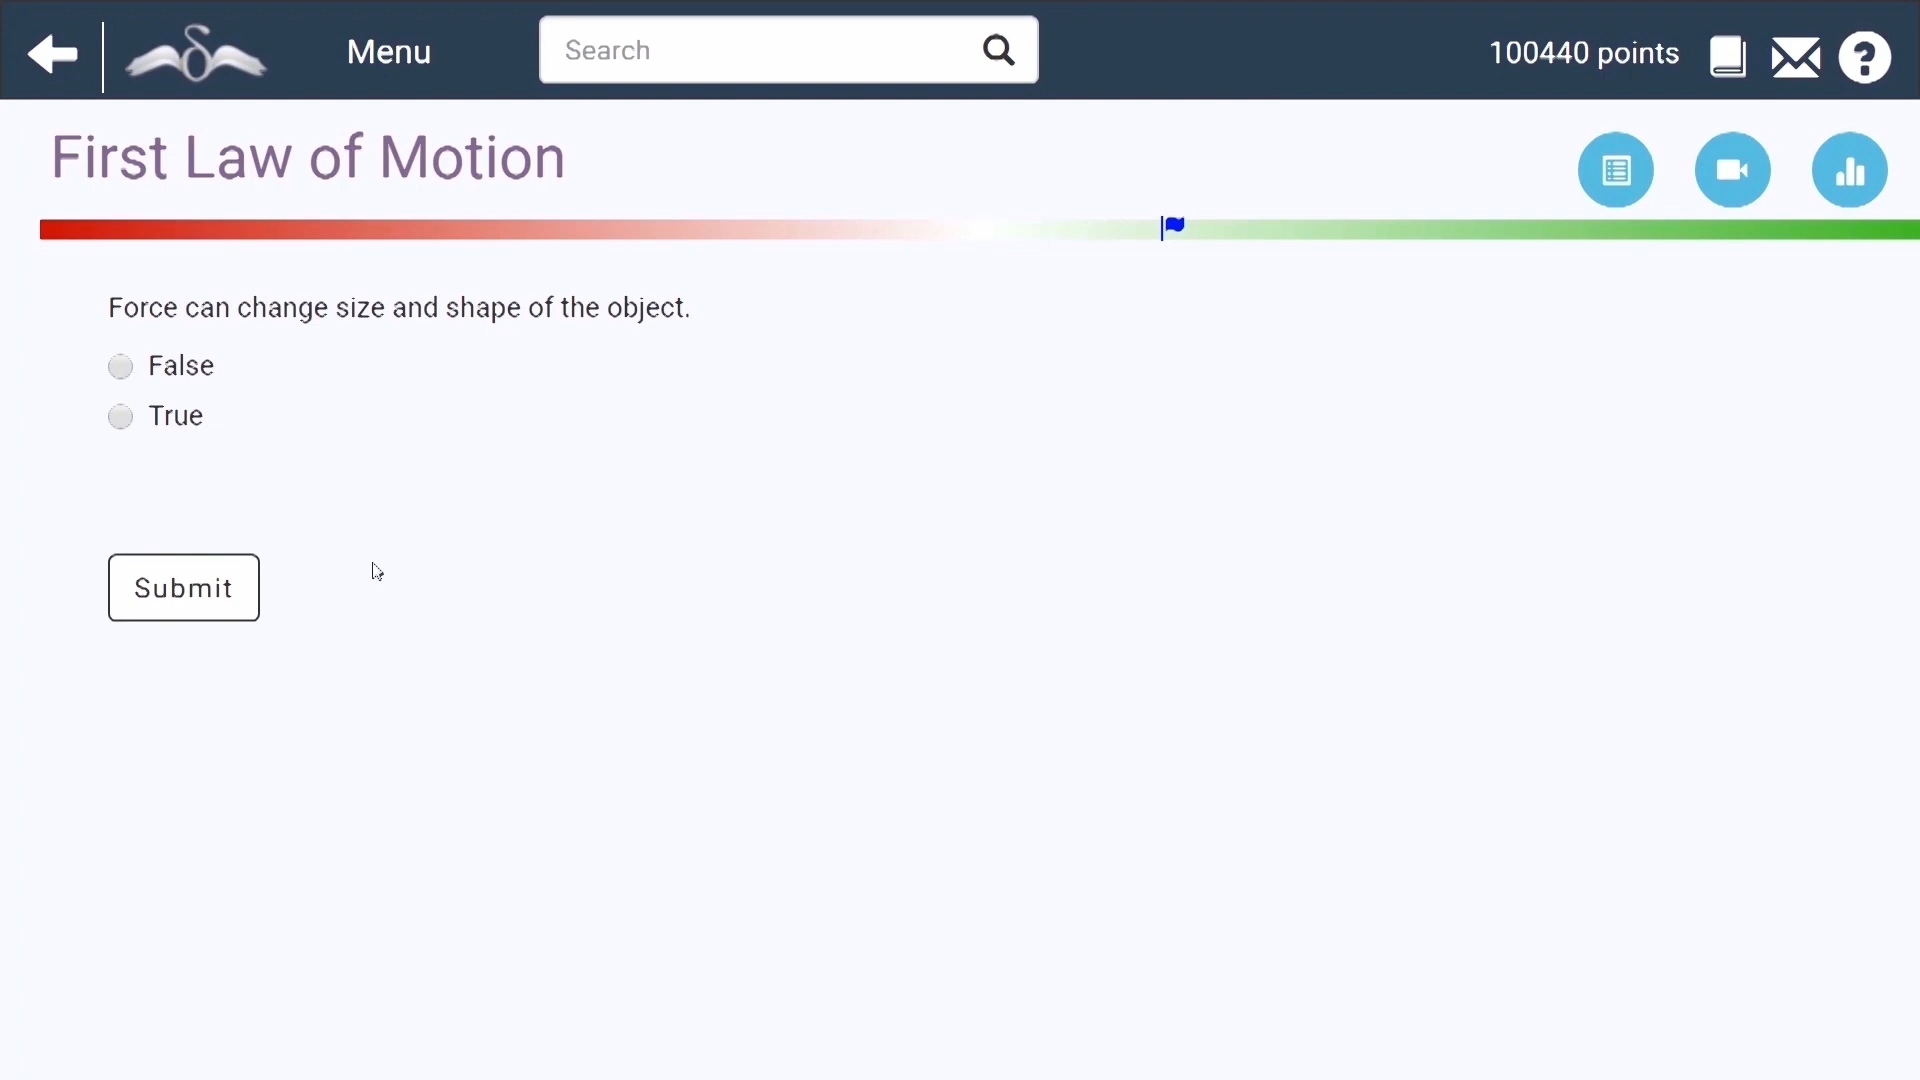 Menu
Search
100440 points
First Law of Motion
Force can change size and shape of the object.
False
True
Submit